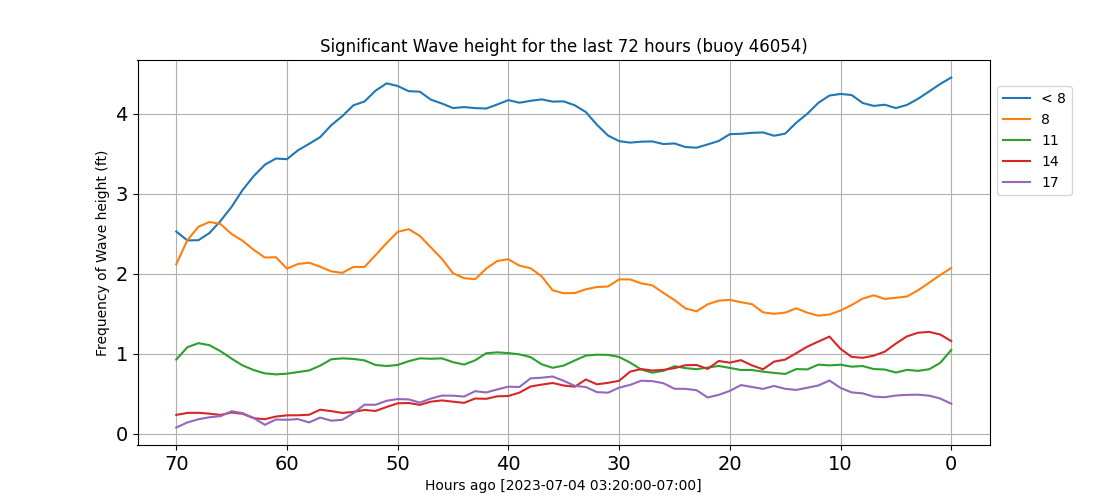 Significant Wave height for the last 72 hours (buoy 46054)
Frequency of Wave height (ft)
4
3
2
1
0
70 60 50 40 30 20 10 0
Hours ago [2023-07-04 03:20:00-07:00]
< 8
8
11
14
17